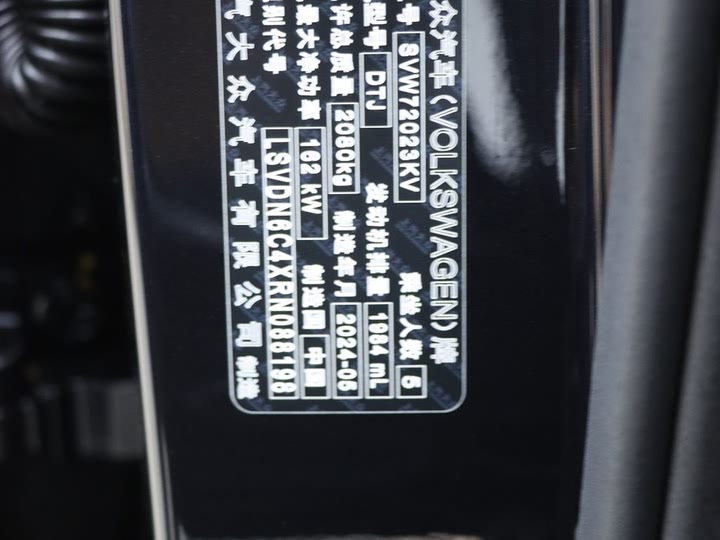 众汽车(VOLKSWAGEN)牌
号 SVW72023KV 乘坐人数 5
型号 DTJ 发动机排量 1984 mL
许总质量 2080kg 制造年月 2024-05
最大净功率 162 kW 制造国 中国
别代号 LSVDN6C4XRN088198
汽大众汽车有限公司 制造